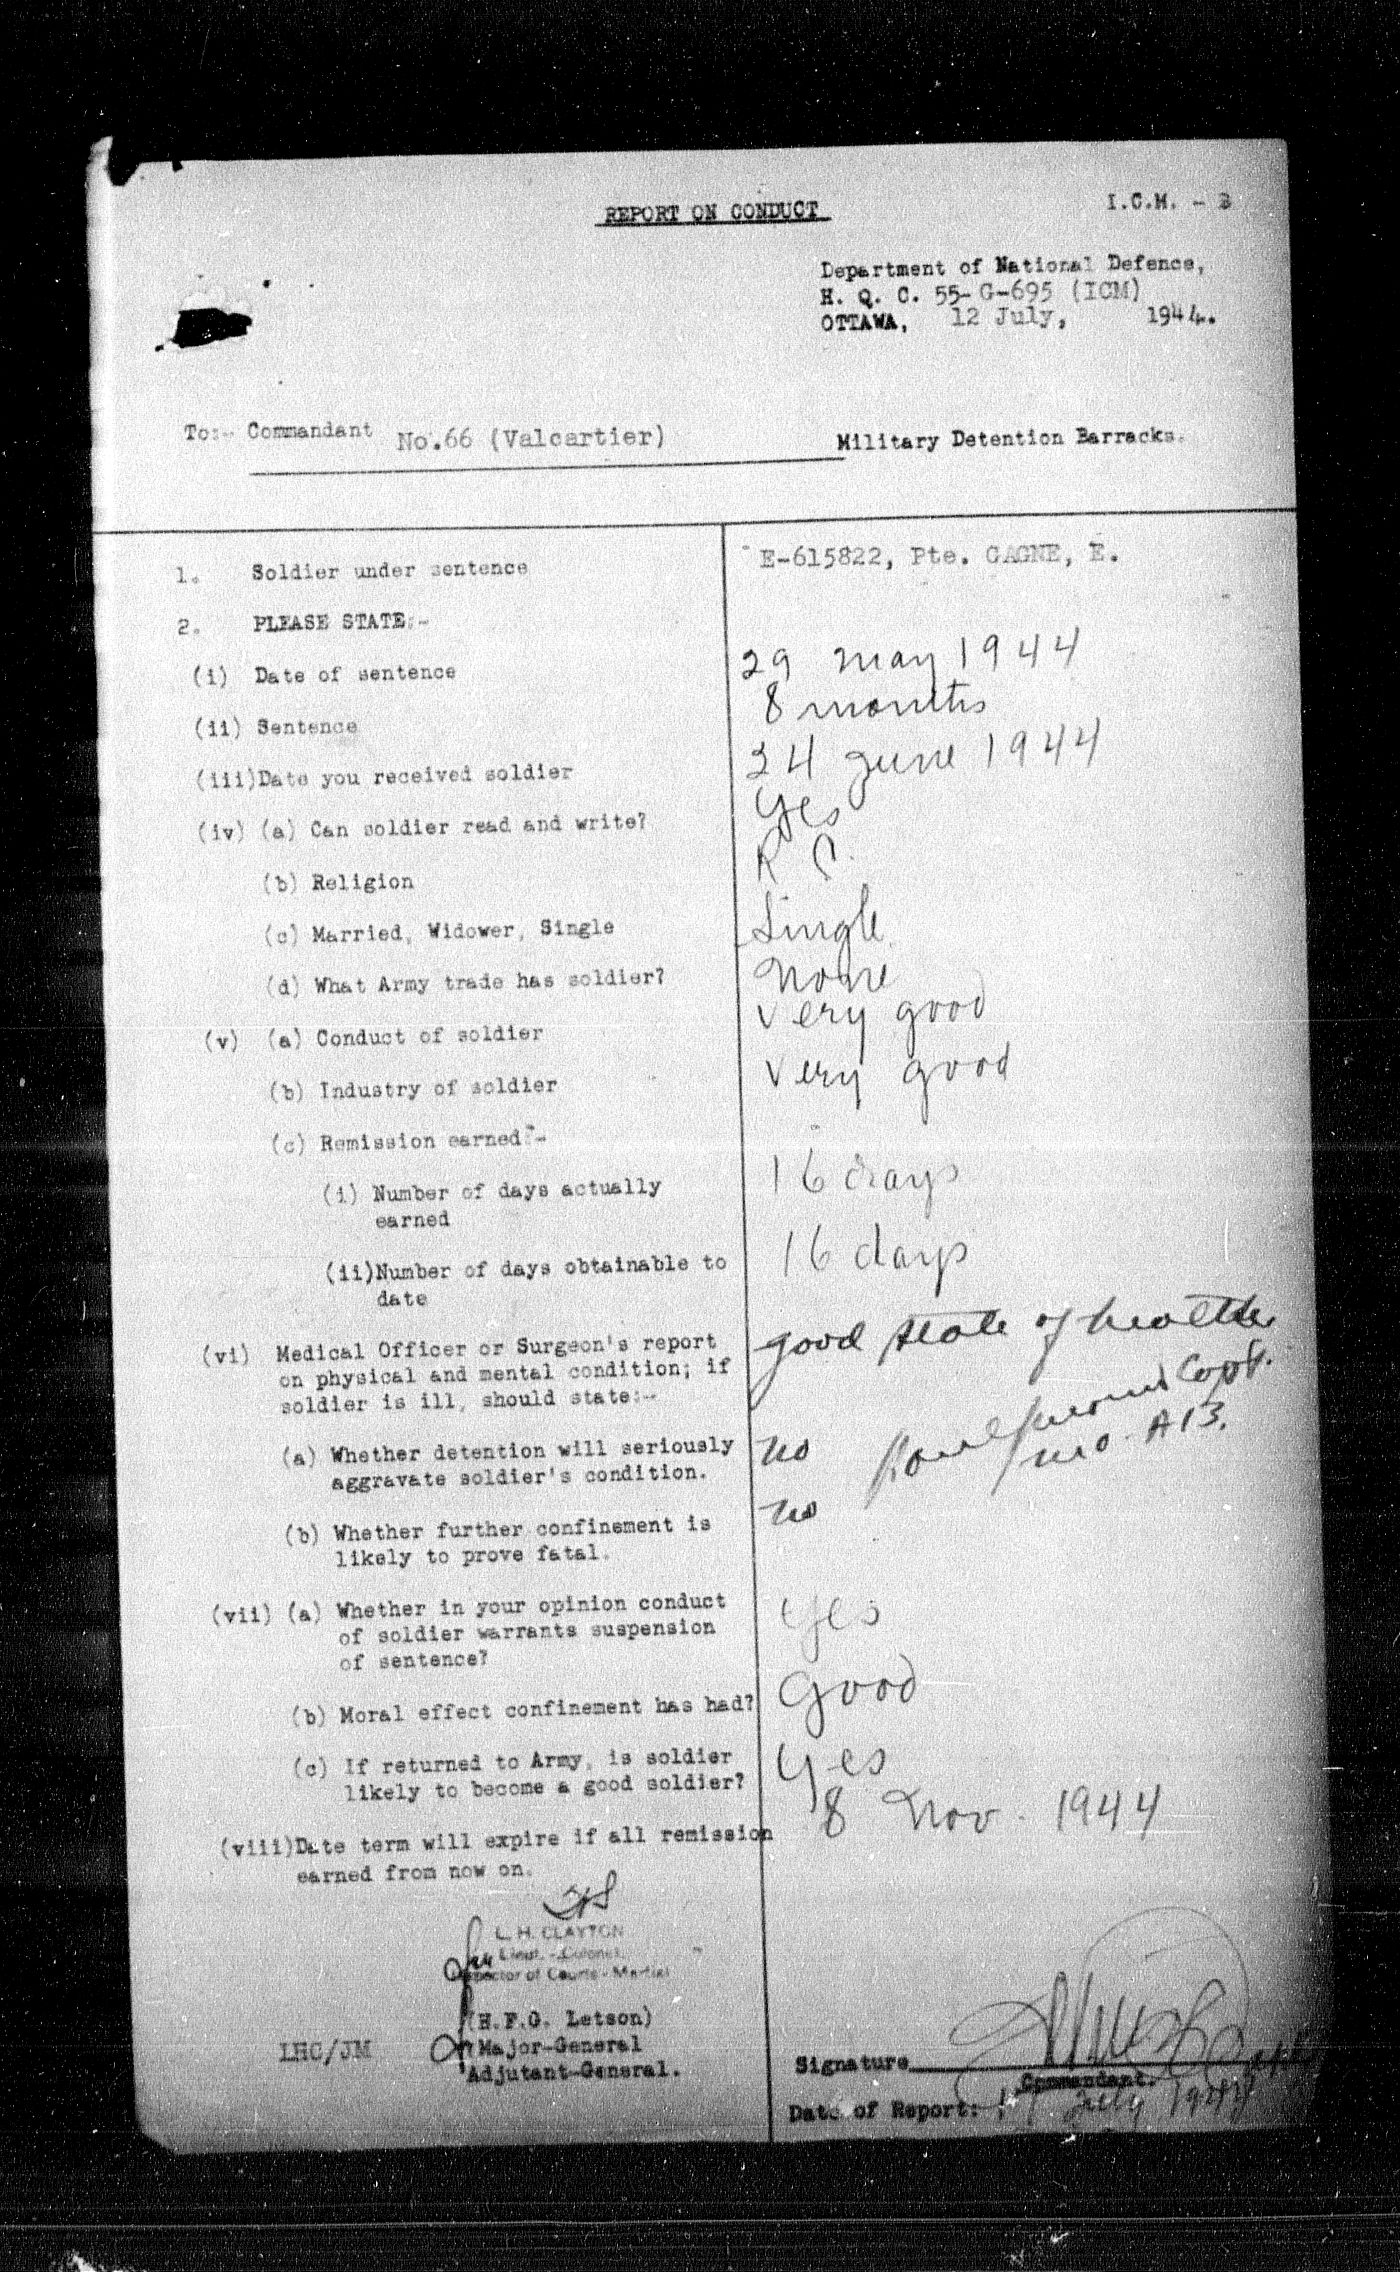 REPORT ON CONDUCT
I.C.M. - 3
Department of National Defence,
H. Q. C. 55-G-695 (ICM)
OTTAWA, 12 July, 1944.
To:- Commandant No.66 (Valcartier) Military Detention Barracks.
1. Soldier under sentence E-615822, Pte. GAGNE, E.
2. PLEASE STATE:-
(i) Date of sentence 29 May 1944
(ii) Sentence 8 months
(iii) Date you received soldier 24 June 1944
(iv) (a) Can soldier read and write? Yes
(b) Religion R C.
(c) Married, Widower, Single Single
(d) What Army trade has soldier? None
(v) (a) Conduct of soldier Very good
(b) Industry of soldier Very good
(c) Remission earned:-
(i) Number of days actually 16 days
earned
(ii) Number of days obtainable to 16 days
date
(vi) Medical Officer or Surgeon's report good state of health
on physical and mental condition; if
soldier is ill, should state:- Capt.
M.O. A13.
(a) Whether detention will seriously no
aggravate soldier's condition.
(b) Whether further confinement is no
likely to prove fatal.
(vii) (a) Whether in your opinion conduct yes
of soldier warrants suspension
of sentence?
(b) Moral effect confinement has had? Good
(c) If returned to Army, is soldier yes
likely to become a good soldier?
(viii) Date term will expire if all remission 8 Nov. 1944
earned from now on.
L. H. CLAYTON
Lieut. - Colonel,
Inspector of Courts-Martial
(H.F.G. Letson)
LHC/JM Major-General
Adjutant-General.
Signature
Commandant.
Date of Report: July 1944